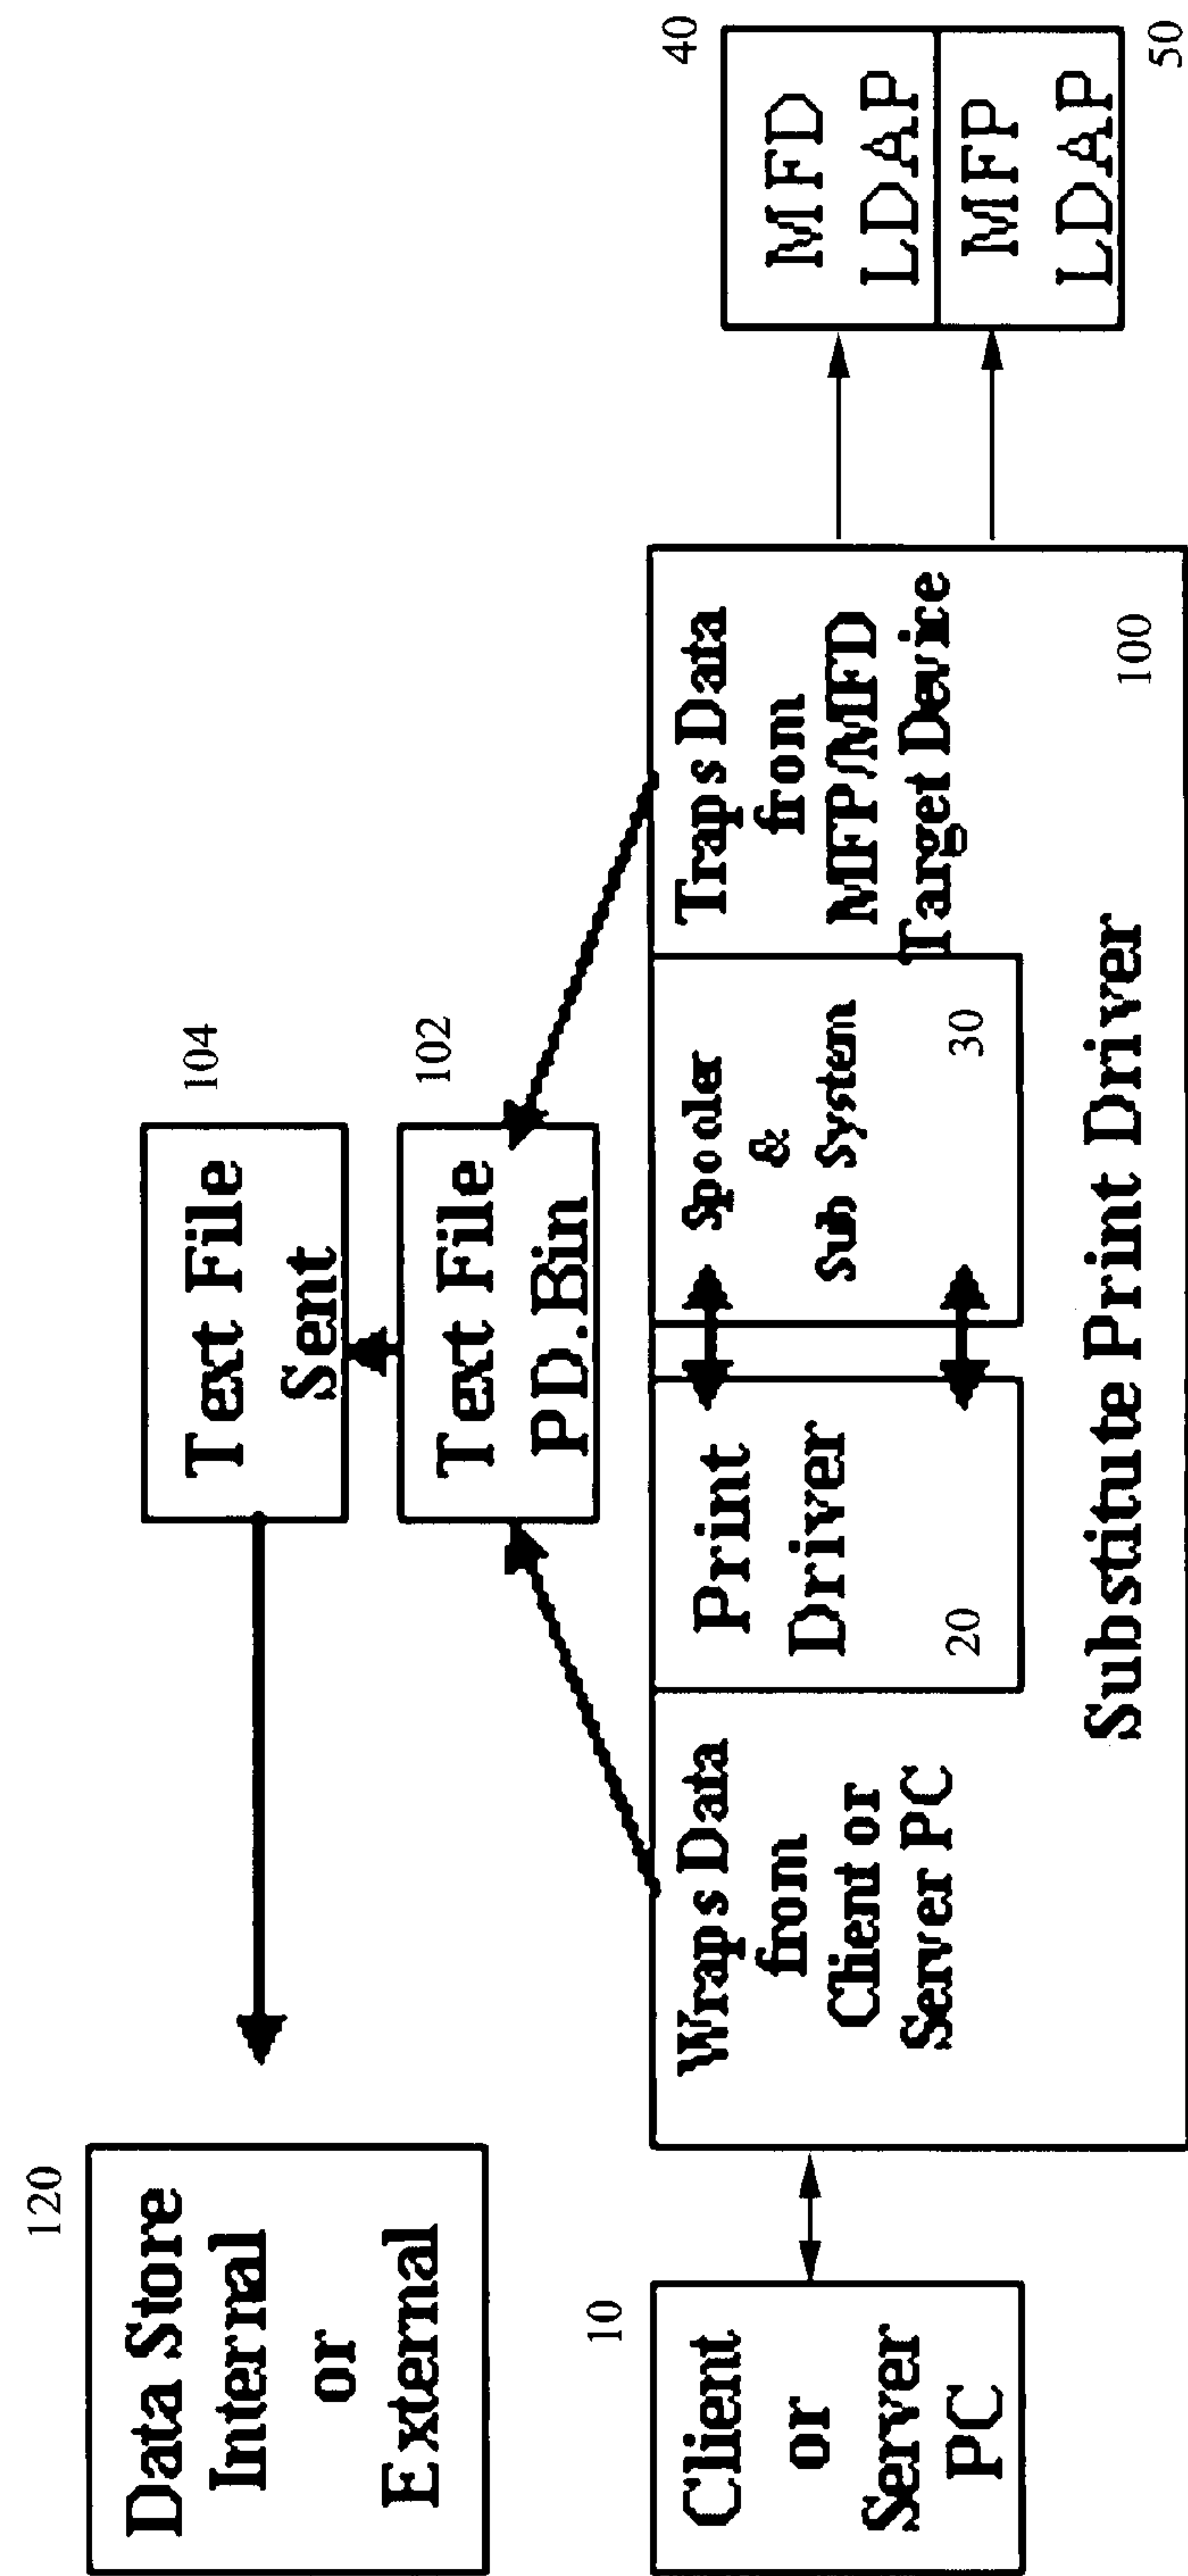 120
Data Store
Internal
or
External
104
Text File
Sent
102
Text File
PD.Bin
10
Client
or
Server
PC
Wraps Data
from
Client or
Server PC
Print
Driver
20
Spooler
&
Sub System
30
Traps Data
from
MFP/MFD
Target Device
100
Substitute Print Driver
40
MFD
LDAP
MFP
LDAP
50